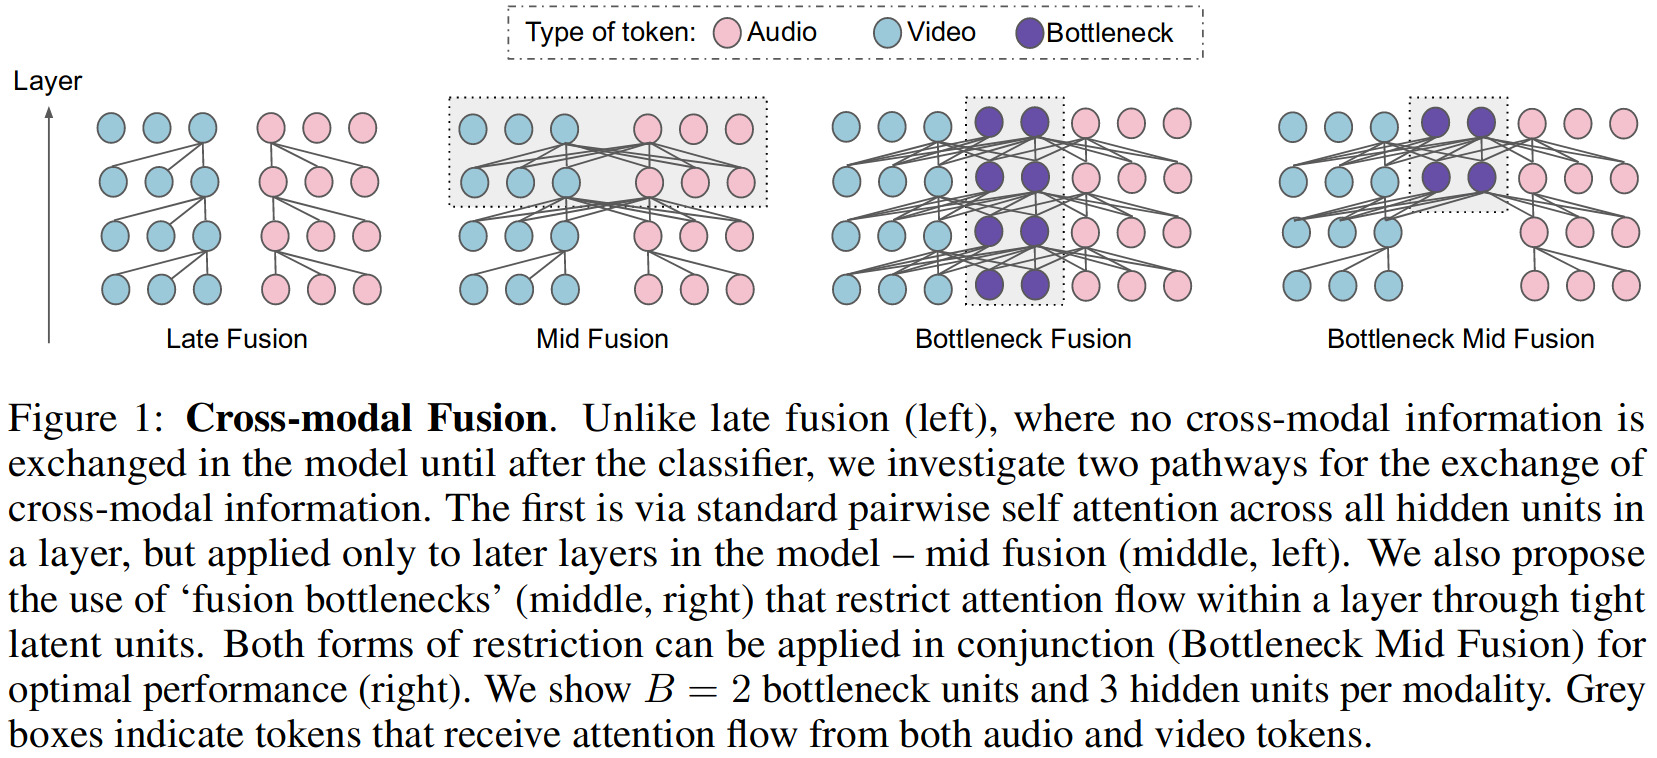 Type of token: Audio Video Bottleneck
Layer
Late Fusion Mid Fusion Bottleneck Fusion Bottleneck Mid Fusion
Figure 1: Cross-modal Fusion. Unlike late fusion (left), where no cross-modal information is
exchanged in the model until after the classifier, we investigate two pathways for the exchange of
cross-modal information. The first is via standard pairwise self attention across all hidden units in
a layer, but applied only to later layers in the model – mid fusion (middle, left). We also propose
the use of ‘fusion bottlenecks’ (middle, right) that restrict attention flow within a layer through tight
latent units. Both forms of restriction can be applied in conjunction (Bottleneck Mid Fusion) for
optimal performance (right). We show B = 2 bottleneck units and 3 hidden units per modality. Grey
boxes indicate tokens that receive attention flow from both audio and video tokens.